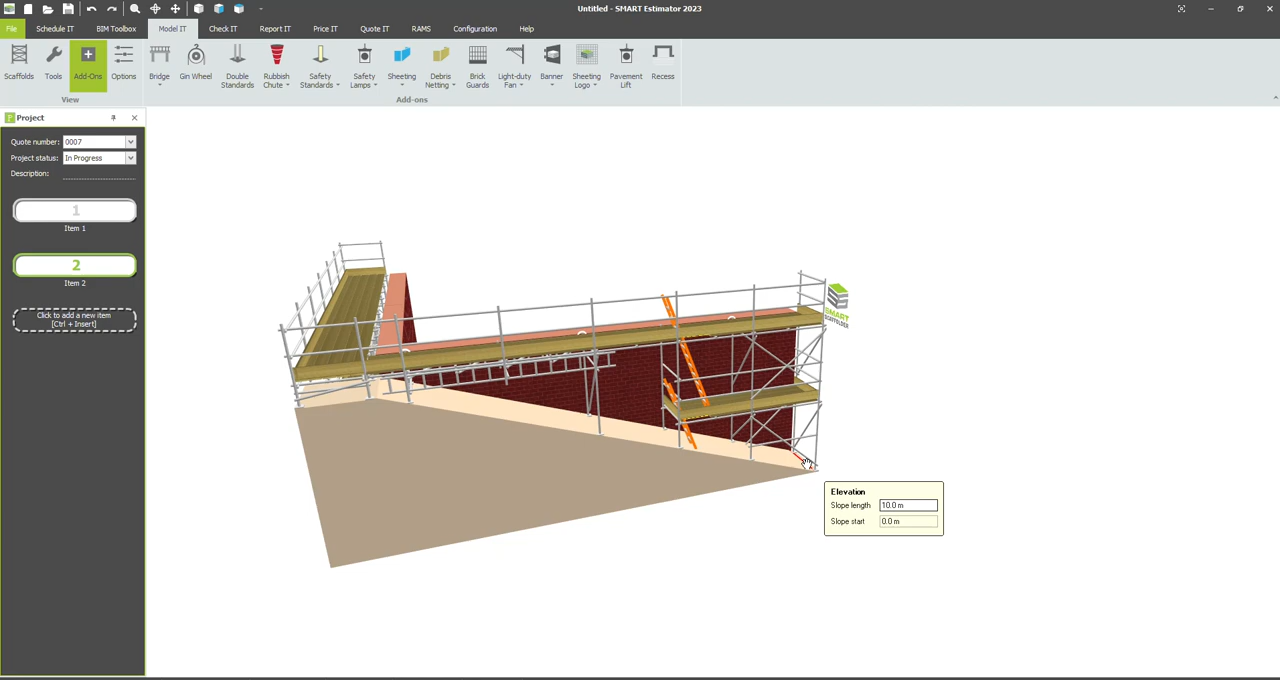 Untitled - SMART Estimator 2023
File Schedule IT BIM Toolbox Model IT Check IT Report IT Price IT Quote IT RAMS Configuration Help
Scaffolds Tools Add-Ons Options Bridge Gin Wheel Double Standards Rubbish Chute Safety Standards Safety Lamps Sheeting Debris Netting Brick Guards Light-duty Fan Banner Sheeting Logo Pavement Lift Recess
View Add-ons
Project
Quote number: 0007
Project status: In Progress
Description:
1
Item 1
2
Item 2
Click to add a new item
[Ctrl + Insert]
SMART
SCAFFOLDER
Elevation
Slope length 10.0 m
Slope start 0.0 m